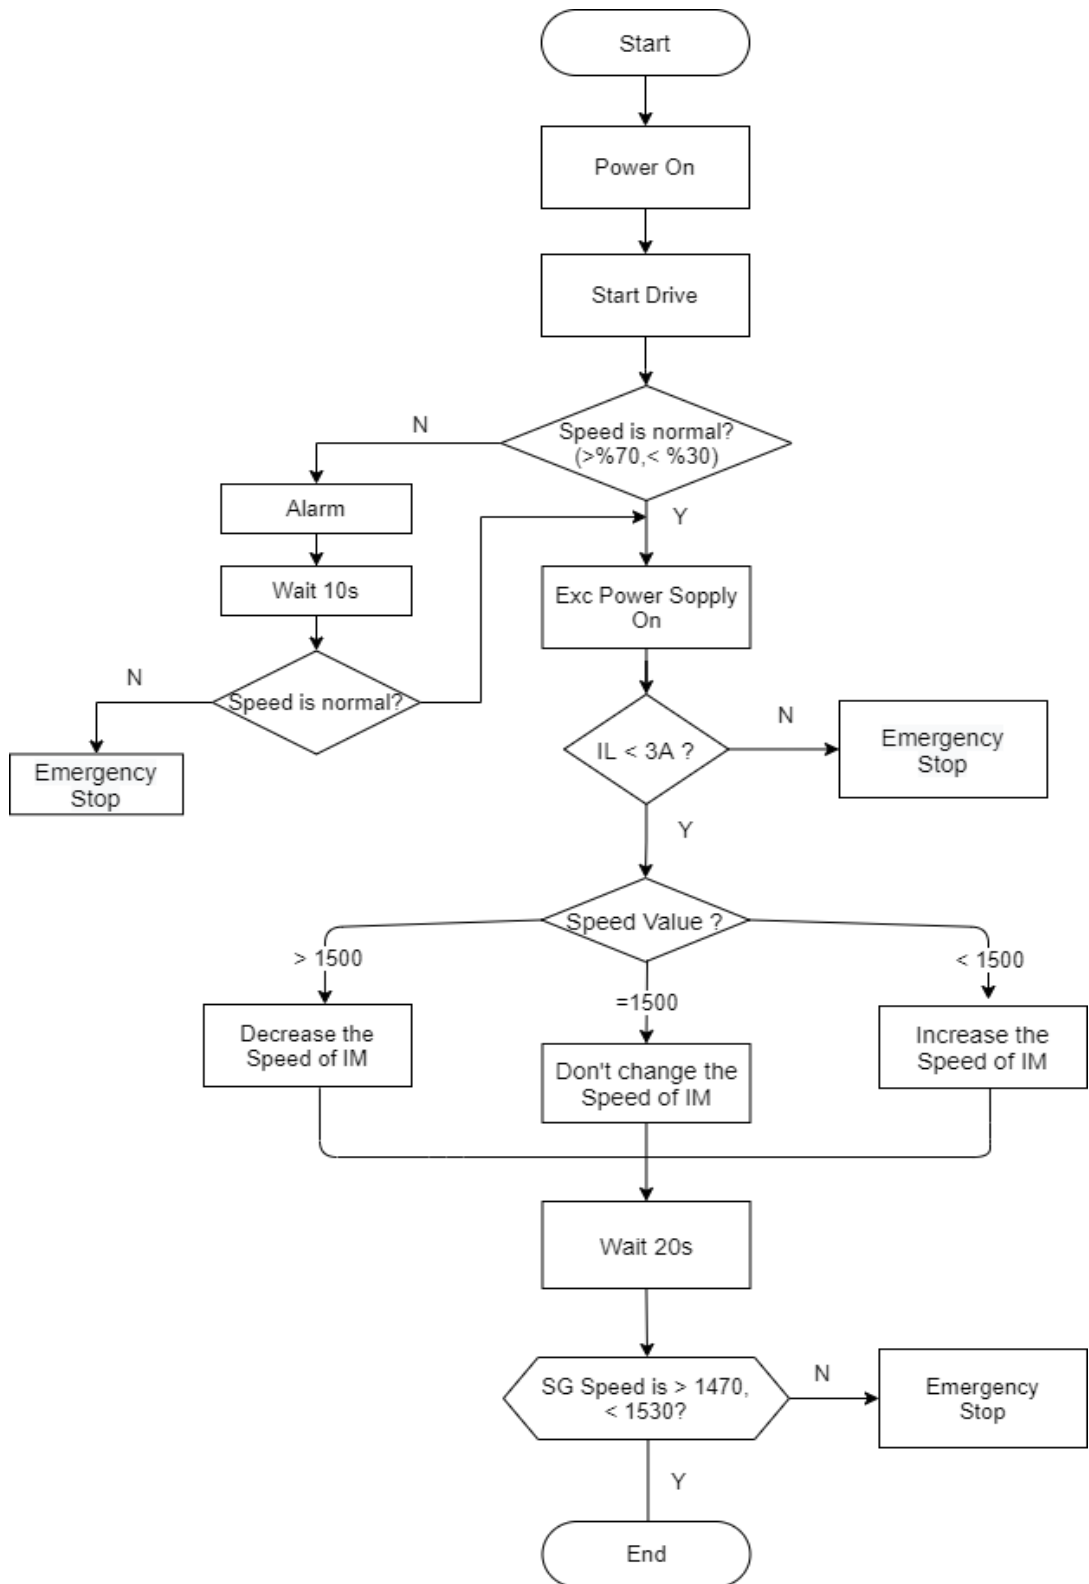 Start
Power On
Start Drive
Speed is normal?
(>%70,< %30)
N
Y
Alarm
Wait 10s
Speed is normal?
N
Emergency
Stop
Exc Power Sopply
On
IL < 3A ?
N
Emergency
Stop
Y
Speed Value ?
> 1500
=1500
< 1500
Decrease the
Speed of IM
Don't change the
Speed of IM
Increase the
Speed of IM
Wait 20s
SG Speed is > 1470,
< 1530?
N
Emergency
Stop
Y
End